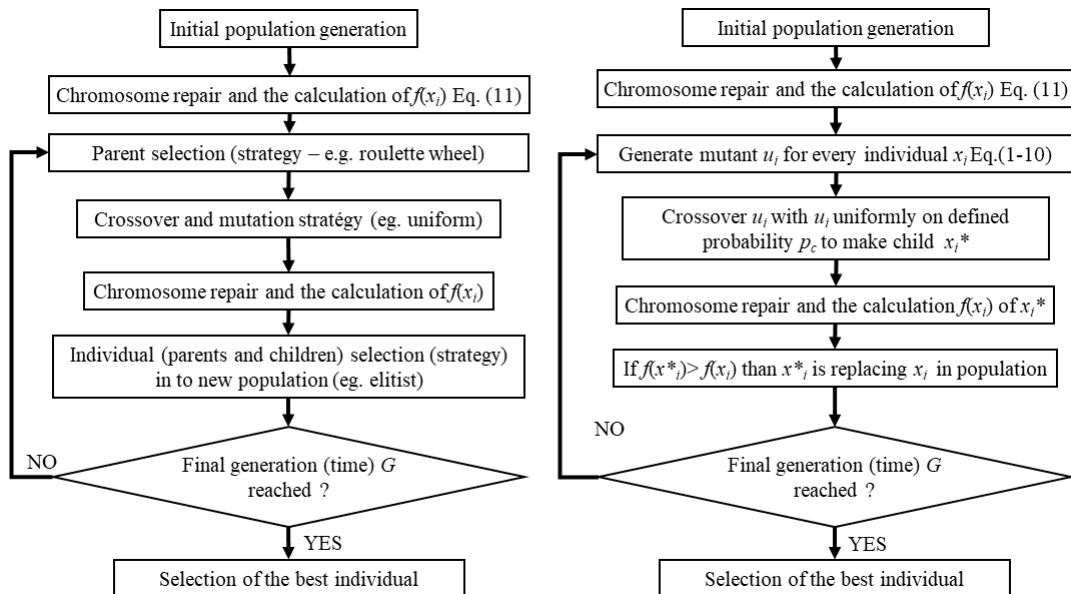 Initial population generation
Chromosome repair and the calculation of f(xi) Eq. (11)
Parent selection (strategy – e.g. roulette wheel)
Crossover and mutation stratégy (eg. uniform)
Chromosome repair and the calculation of f(xi)
Individual (parents and children) selection (strategy)
in to new population (eg. elitist)
NO
Final generation (time) G
reached ?
YES
Selection of the best individual
Initial population generation
Chromosome repair and the calculation of f(xi) Eq. (11)
Generate mutant ui for every individual xi Eq.(1-10)
Crossover ui with ui uniformly on defined
probability pc to make child xi*
Chromosome repair and the calculation f(xi) of xi*
If f(x*i)> f(xi) than x*i is replacing xi in population
NO
Final generation (time) G
reached ?
YES
Selection of the best individual